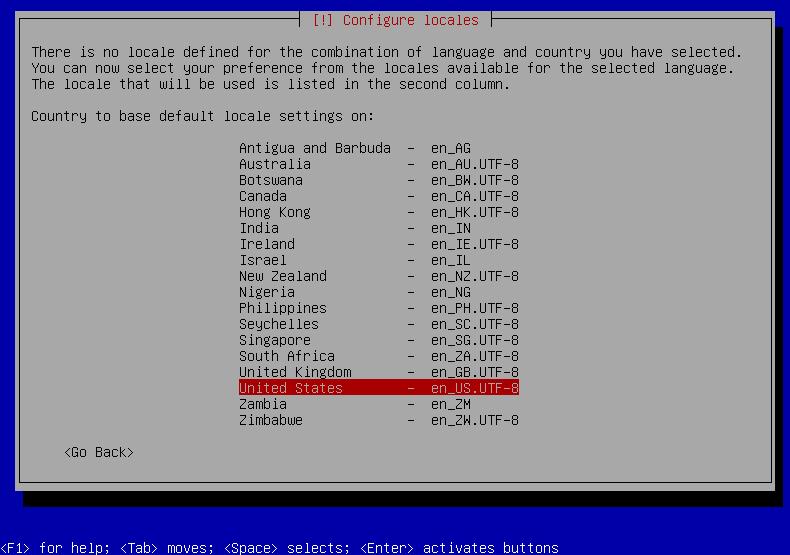 [!] Configure locales
There is no locale defined for the combination of language and country you have selected.
You can now select your preference from the locales available for the selected language.
The locale that will be used is listed in the second column.
Country to base default locale settings on:
Antigua and Barbuda - en_AG
Australia - en_AU.UTF-8
Botswana - en_BW.UTF-8
Canada - en_CA.UTF-8
Hong Kong - en_HK.UTF-8
India - en_IN
Ireland - en_IE.UTF-8
Israel - en_IL
New Zealand - en_NZ.UTF-8
Nigeria - en_NG
Philippines - en_PH.UTF-8
Seychelles - en_SC.UTF-8
Singapore - en_SG.UTF-8
South Africa - en_ZA.UTF-8
United Kingdom - en_GB.UTF-8
United States - en_US.UTF-8
Zambia - en_ZM
Zimbabwe - en_ZW.UTF-8
<Go Back>
<F1> for help; <Tab> moves; <Space> selects; <Enter> activates buttons